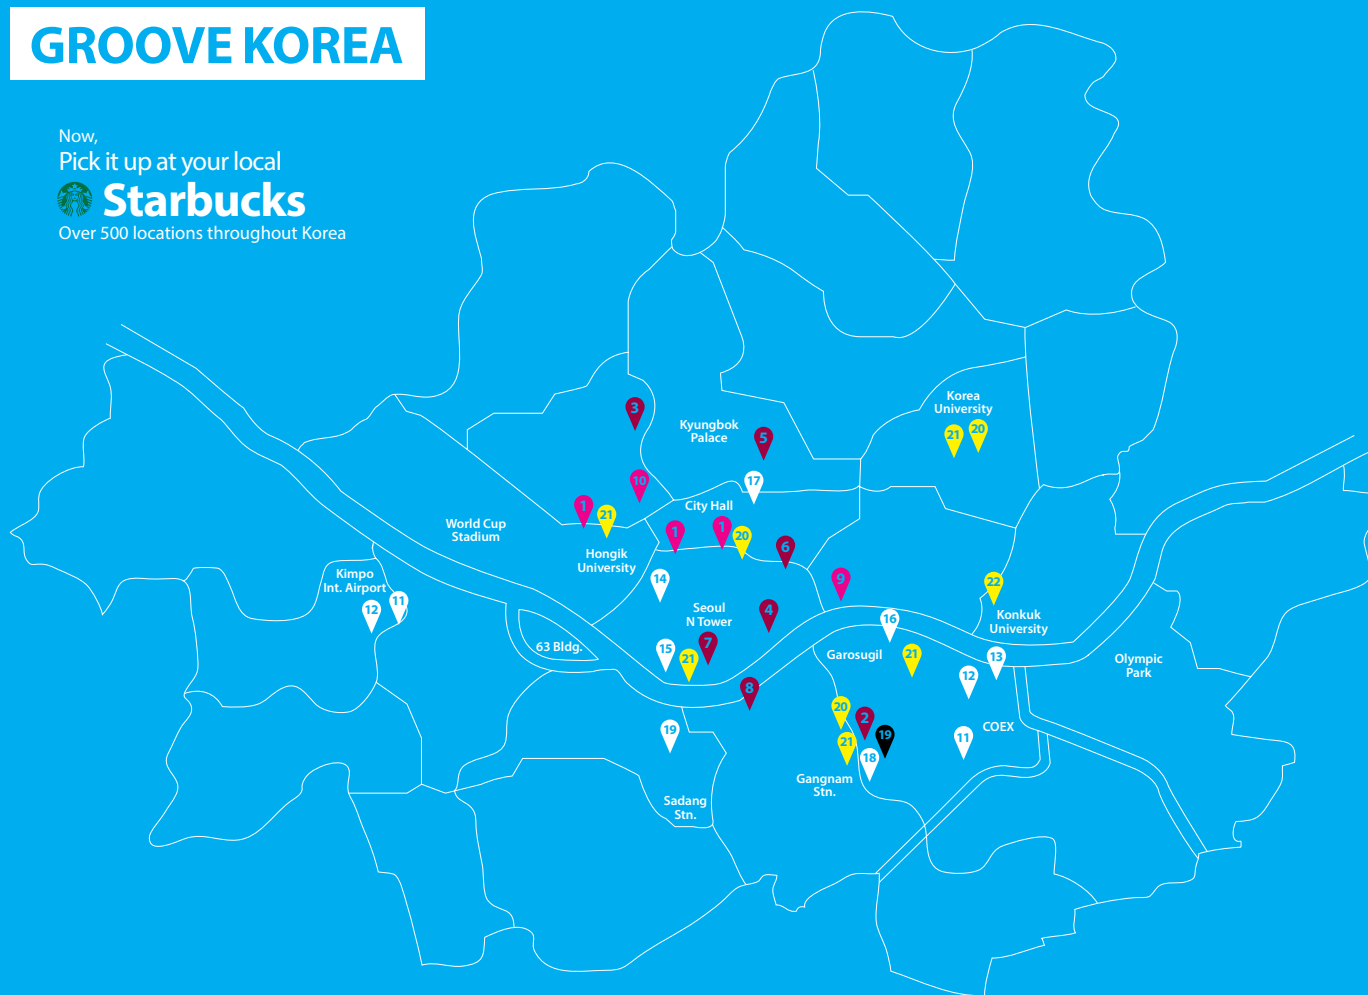 GROOVE KOREA
Now,
Pick it up at your local
Starbucks
Over 500 locations throughout Korea
Korea
University
21
20
3
Kyungbok
Palace
5
10
17
1
21
City Hall
1
1
20
6
World Cup
Stadium
Hongik
University
Kimpo
Int. Airport
12
11
14
9
22
Konkuk
University
Seoul
N Tower
4
16
63 Bldg.
15
21
7
Garosugil
21
13
12
Olympic
Park
8
20
2
19
21
19
18
COEX
11
Gangnam
Stn.
Sadang
Stn.